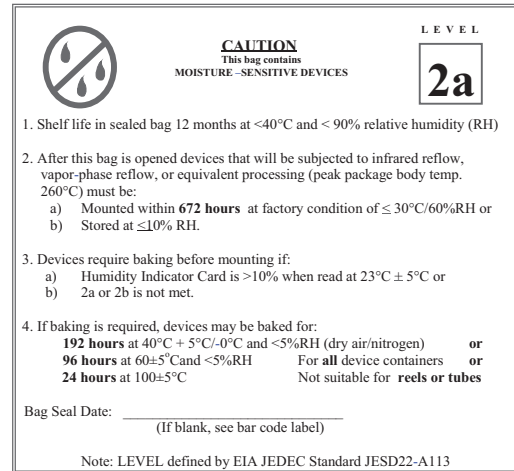 LEVEL
CAUTION
This bag contains
MOISTURE –SENSITIVE DEVICES
2a
1. Shelf life in sealed bag 12 months at <40°C and < 90% relative humidity (RH)
2. After this bag is opened devices that will be subjected to infrared reflow,
vapor-phase reflow, or equivalent processing (peak package body temp.
260°C) must be:
a) Mounted within 672 hours at factory condition of ≤ 30°C/60%RH or
b) Stored at ≤10% RH.
3. Devices require baking before mounting if:
a) Humidity Indicator Card is >10% when read at 23°C ± 5°C or
b) 2a or 2b is not met.
4. If baking is required, devices may be baked for:
192 hours at 40°C + 5°C/-0°C and <5%RH (dry air/nitrogen) or
96 hours at 60±5°Cand <5%RH For all device containers or
24 hours at 100±5°C Not suitable for reels or tubes
Bag Seal Date: ______________________________
(If blank, see bar code label)
Note: LEVEL defined by EIA JEDEC Standard JESD22-A113